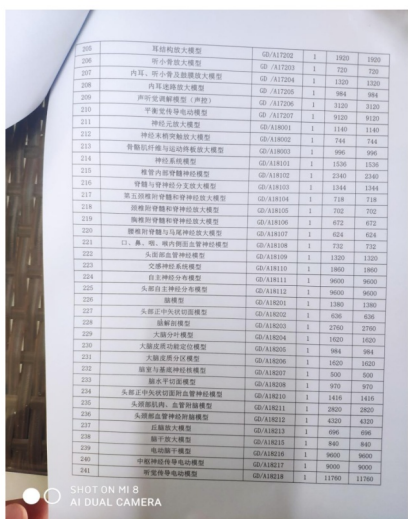 205 耳结构放大模型 GD/A17202 1 1920 1920
206 听小骨放大模型 GD/A17203 1 720 720
207 内耳、听小骨及鼓膜放大模型 GD/A17204 1 1320 1320
208 内耳迷路放大模型 GD/A17205 1 984 984
209 声听觉调解模型（声控） GD/A17206 1 3120 3120
210 平衡觉传导电动模型 GD/A17207 1 9120 9120
211 神经元放大模型 GD/A18001 1 1140 1140
212 神经末梢突触放大模型 GD/A18002 1 744 744
213 骨骼肌纤维与运动终板放大模型 GD/A18003 1 996 996
214 神经系统模型 GD/A18101 1 1536 1536
215 椎管内部脊髓神经模型 GD/A18102 1 2340 2340
216 脊髓与脊神经分支放大模型 GD/A18103 1 1344 1344
217 第五颈椎附脊髓和脊神经放大模型 GD/A18104 1 718 718
218 颈椎附脊髓和脊神经放大模型 GD/A18105 1 702 702
219 胸椎附脊髓和脊神经放大模型 GD/A18106 1 672 672
220 腰椎附脊髓与马尾神经放大模型 GD/A18107 1 624 624
221 口、鼻、咽、喉内侧面血管神经模型 GD/A18108 1 732 732
222 头面部血管神经模型 GD/A18109 1 1320 1320
223 交感神经系统模型 GD/A18110 1 1860 1860
224 自主神经分布模型 GD/A18111 1 9600 9600
225 头部自主神经分布模型 GD/A18112 1 9600 9600
226 脑模型 GD/A18201 1 1380 1380
227 头部正中矢状切面模型 GD/A18202 1 636 636
228 脑解剖模型 GD/A18203 1 2760 2760
229 大脑分叶模型 GD/A18204 1 1620 1620
230 大脑皮质功能定位模型 GD/A18205 1 984 984
231 大脑皮质分区模型 GD/A18206 1 1620 1620
232 脑室与基底神经核模型 GD/A18207 1 500 500
233 脑水平切面模型 GD/A18208 1 970 970
234 头部正中矢状切面附血管神经模型 GD/A18210 1 1416 1416
235 头颈部肌肉、血管附脑模型 GD/A18211 1 2820 2820
236 头颈部血管神经附脑模型 GD/A18212 1 4320 4320
237 丘脑放大模型 GD/A18213 1 696 696
238 脑干放大模型 GD/A18215 1 840 840
239 电动脑干模型 GD/A18216 1 9600 9600
240 中枢神经传导电动模型 GD/A18217 1 9000 9000
241 听觉传导电动模型 GD/A18218 1 11760 11760
SHOT ON MI 8
AI DUAL CAMERA